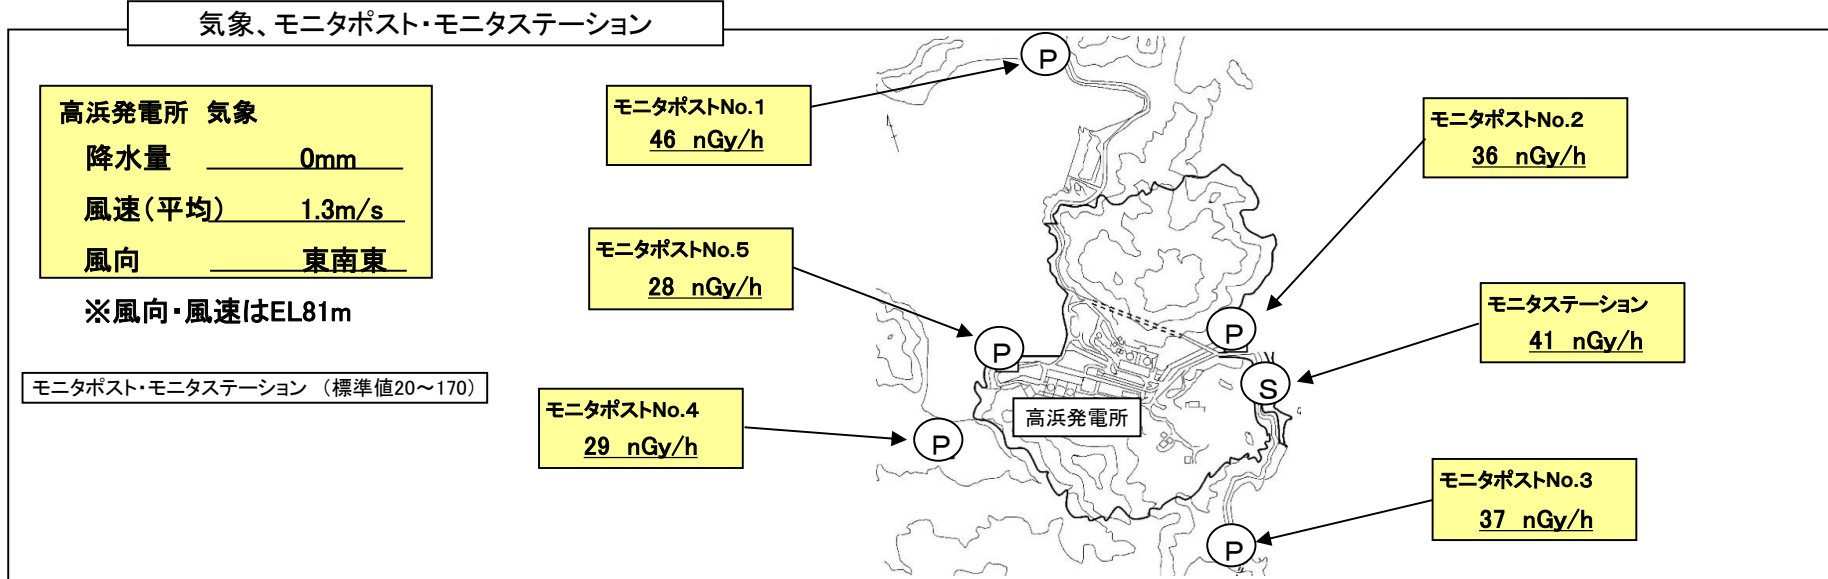 気象、モニタポスト・モニタステーション
高浜発電所 気象
降水量 0mm
風速(平均) 1.3m/s
風向 東南東
※風向・風速はEL81m
モニタポスト・モニタステーション (標準値20～170)
モニタポストNo.1
46 nGy/h
モニタポストNo.2
36 nGy/h
モニタポストNo.5
28 nGy/h
モニタステーション
41 nGy/h
モニタポストNo.4
29 nGy/h
モニタポストNo.3
37 nGy/h
P
P
P
S
P
P
高浜発電所